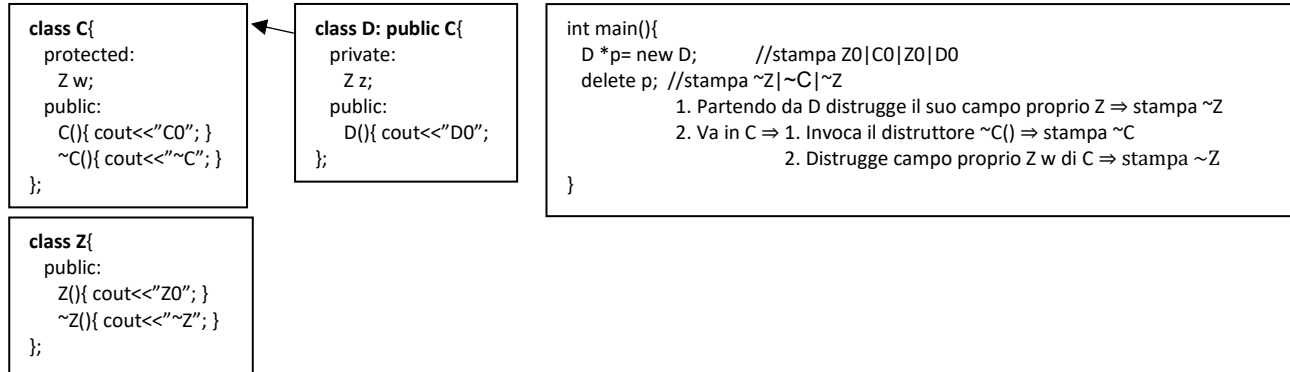 class C{
protected:
Z w;
public:
C(){ cout<<"C0"; }
~C(){ cout<<"~C"; }
};
class D: public C{
private:
Z z;
public:
D(){ cout<<"D0";
};
int main(){
D *p= new D; //stampa Z0|C0|Z0|D0
delete p; //stampa ~Z|~C|~Z
1. Partendo da D distrugge il suo campo proprio Z ⇒ stampa ~Z
2. Va in C ⇒ 1. Invoca il distruttore ~C() ⇒ stampa ~C
2. Distrugge campo proprio Z w di C ⇒ stampa ~Z
}
class Z{
public:
Z(){ cout<<”Z0”; }
~Z(){ cout<<”~Z”; }
};